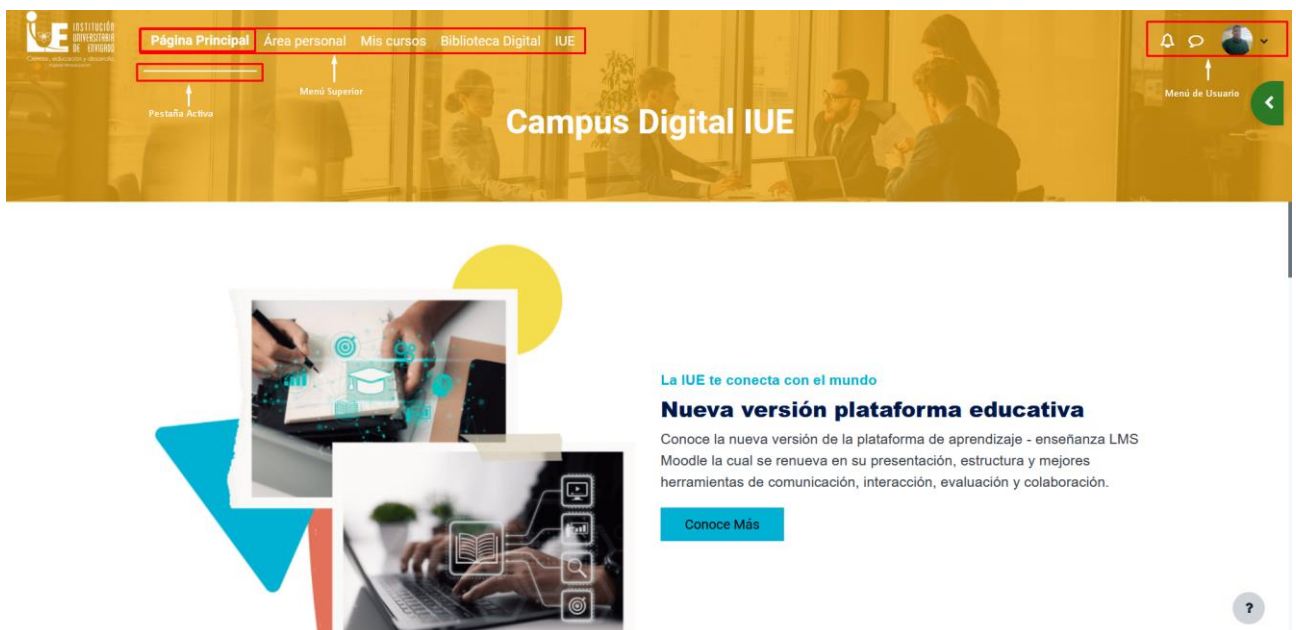 INSTITUCIÓN
UNIVERSITARIA
DE ENVIGADO
Ciencia, educación y desarrollo
Página Principal Área personal Mis cursos Biblioteca Digital IUE
Menú Superior
Pestaña Activa
Menú de Usuario
Campus Digital IUE
La IUE te conecta con el mundo
Nueva versión plataforma educativa
Conoce la nueva versión de la plataforma de aprendizaje - enseñanza LMS
Moodle la cual se renueva en su presentación, estructura y mejores
herramientas de comunicación, interacción, evaluación y colaboración.
Conoce Más
?